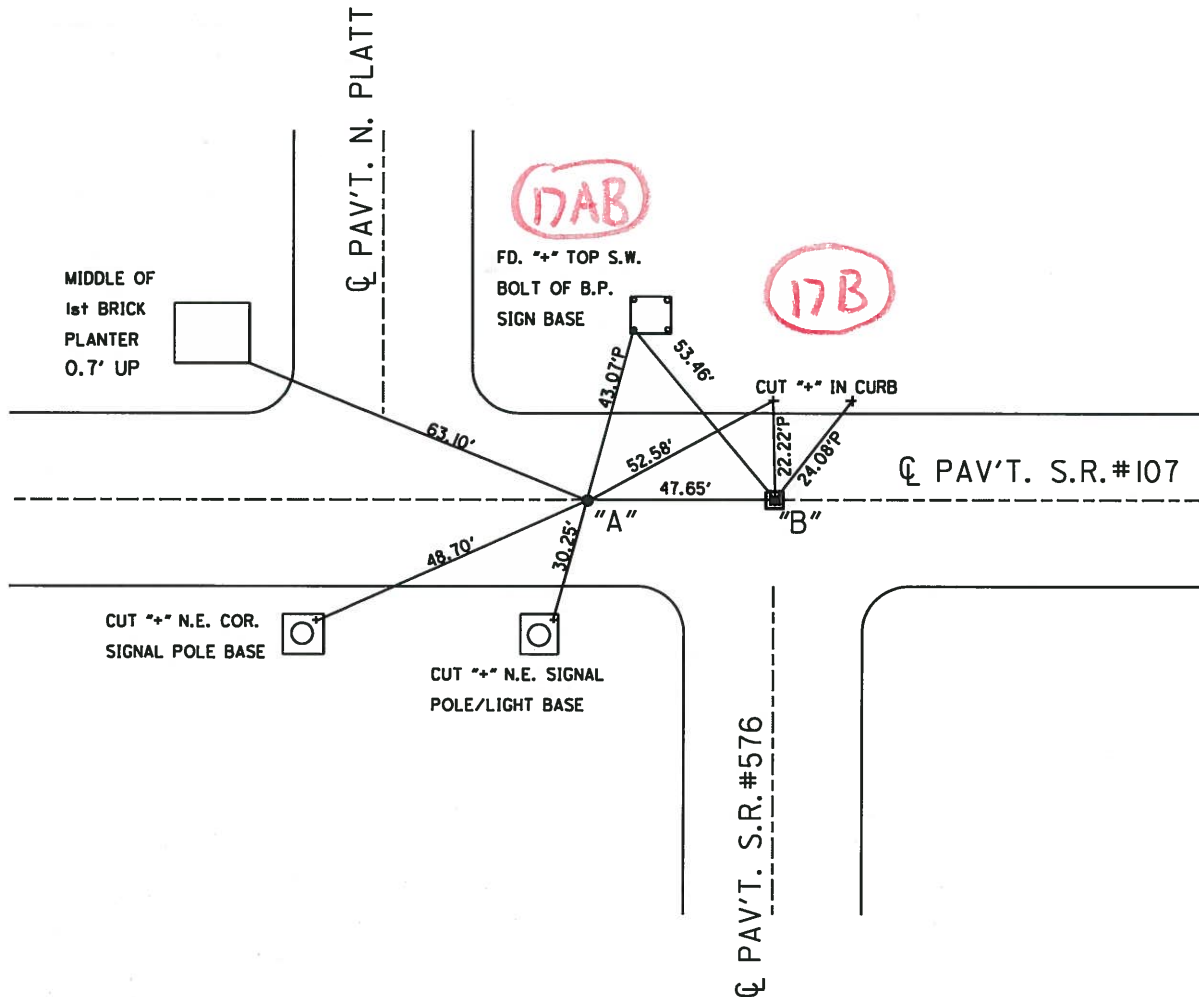 ℄ PAV'T. N. PLATT
17AB
FD. "+" TOP S.W.
BOLT OF B.P.
SIGN BASE
17B
MIDDLE OF
1st BRICK
PLANTER
0.7' UP
CUT "+" IN CURB
63.10'
43.07'P
53.46'
52.58'
22.22'P
24.08'P
47.65'
℄ PAV'T. S.R.#107
"A"
"B"
48.70'
30.25'
CUT "+" N.E. COR.
SIGNAL POLE BASE
CUT "+" N.E. SIGNAL
POLE/LIGHT BASE
℄ PAV'T. S.R.#576